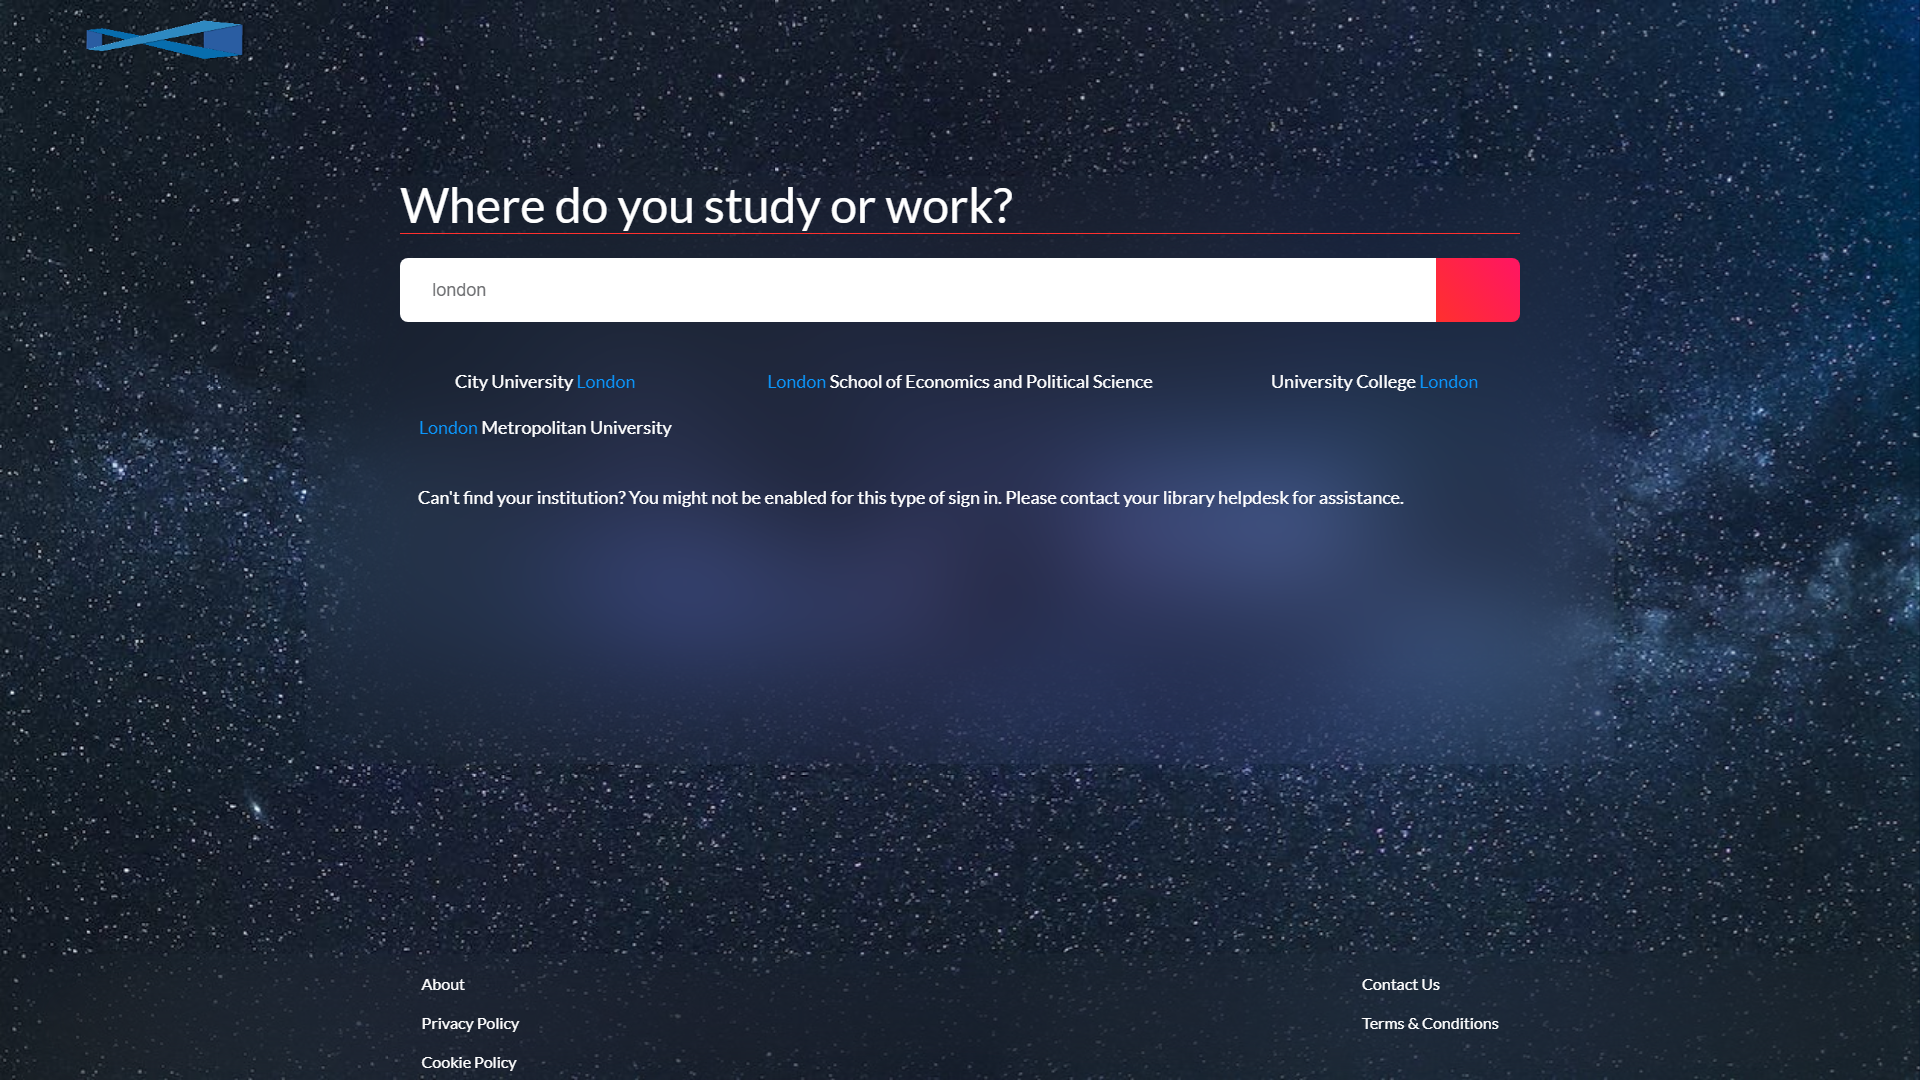 Where do you study or work?
london
City University London
London School of Economics and Political Science
University College London
London Metropolitan University
Can't find your institution? You might not be enabled for this type of sign in. Please contact your library helpdesk for assistance.
About
Contact Us
Privacy Policy
Terms & Conditions
Cookie Policy